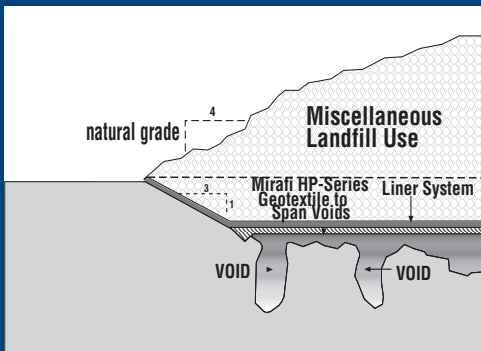 4
natural grade
Miscellaneous
Landfill Use
3
1
Mirafi HP-Series
Geotextile to
Span Voids
Liner System
VOID
VOID